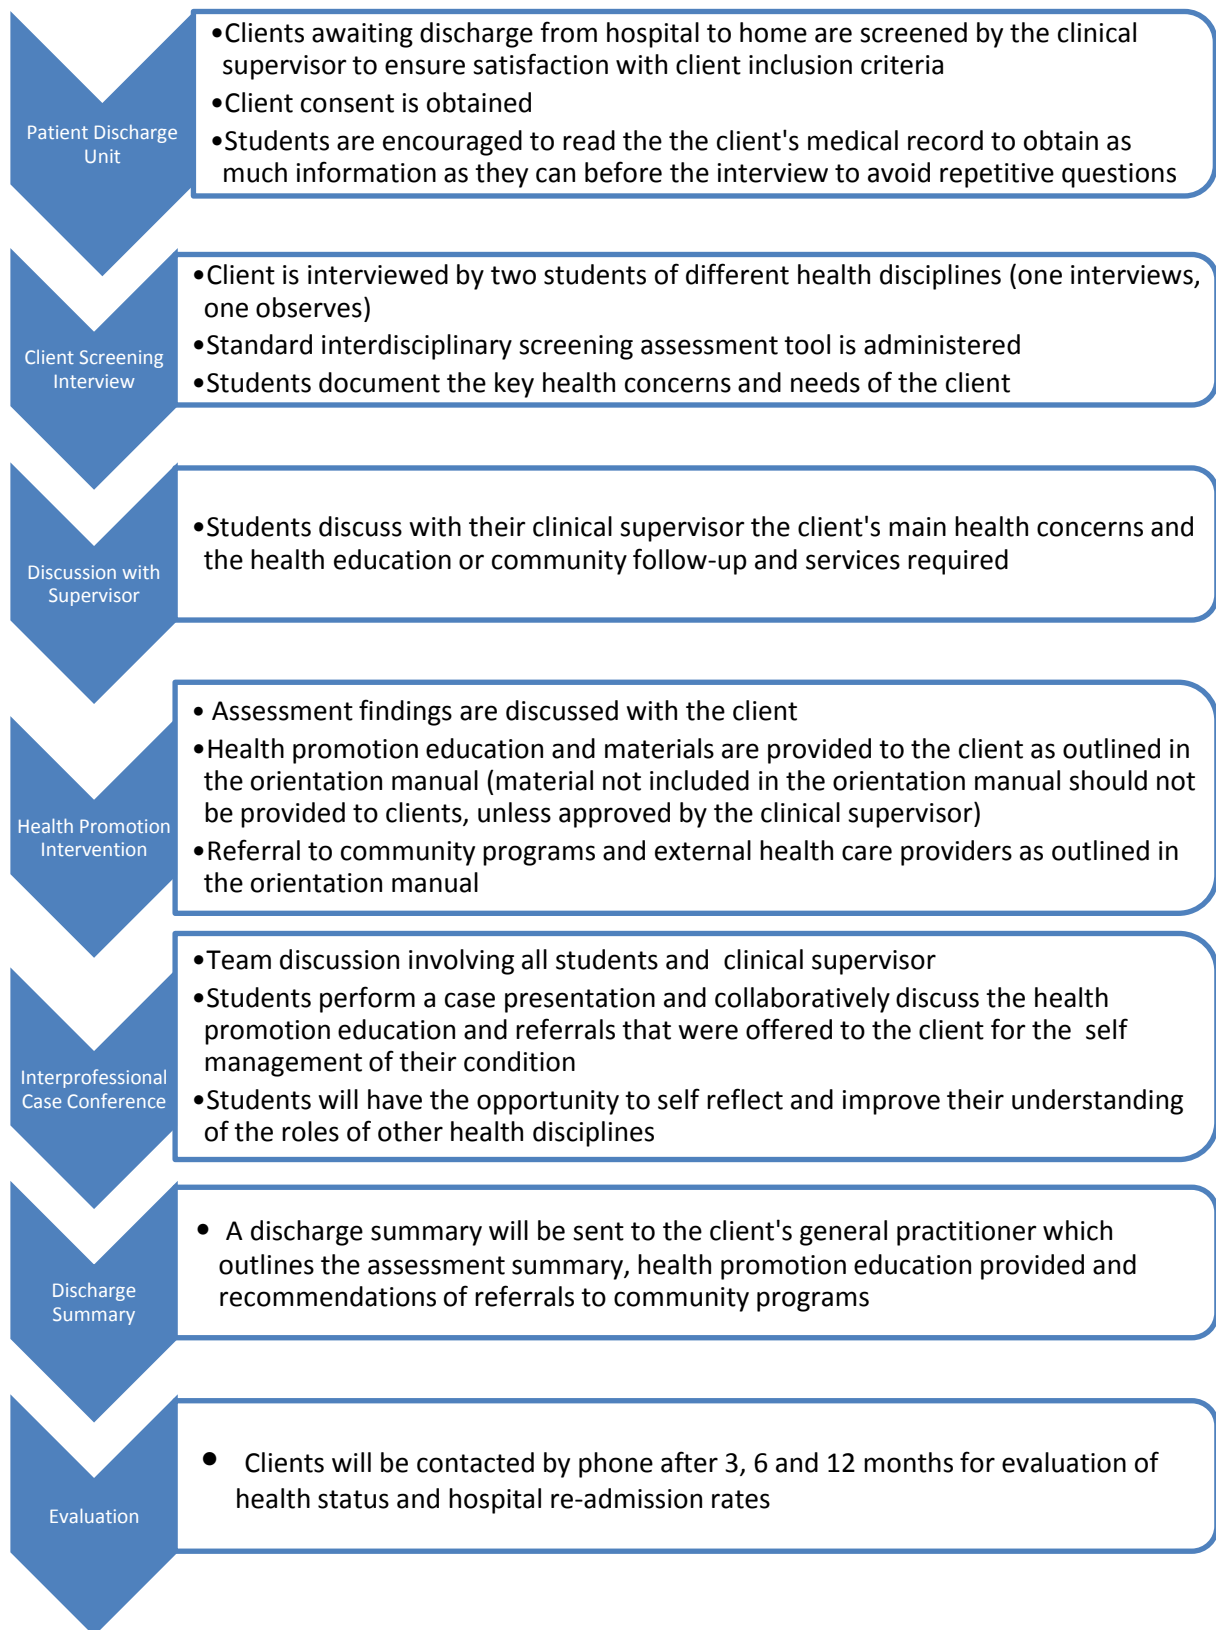 Patient Discharge
Unit
•Clients awaiting discharge from hospital to home are screened by the clinical
supervisor to ensure satisfaction with client inclusion criteria
•Client consent is obtained
•Students are encouraged to read the the client's medical record to obtain as
much information as they can before the interview to avoid repetitive questions
Client Screening
Interview
•Client is interviewed by two students of different health disciplines (one interviews,
one observes)
•Standard interdisciplinary screening assessment tool is administered
•Students document the key health concerns and needs of the client
Discussion with
Supervisor
•Students discuss with their clinical supervisor the client's main health concerns and
the health education or community follow-up and services required
Health Promotion
Intervention
• Assessment findings are discussed with the client
•Health promotion education and materials are provided to the client as outlined in
the orientation manual (material not included in the orientation manual should not
be provided to clients, unless approved by the clinical supervisor)
•Referral to community programs and external health care providers as outlined in
the orientation manual
Interprofessional
Case Conference
•Team discussion involving all students and clinical supervisor
•Students perform a case presentation and collaboratively discuss the health
promotion education and referrals that were offered to the client for the self
management of their condition
•Students will have the opportunity to self reflect and improve their understanding
of the roles of other health disciplines
Discharge
Summary
• A discharge summary will be sent to the client's general practitioner which
outlines the assessment summary, health promotion education provided and
recommendations of referrals to community programs
Evaluation
• Clients will be contacted by phone after 3, 6 and 12 months for evaluation of
health status and hospital re-admission rates